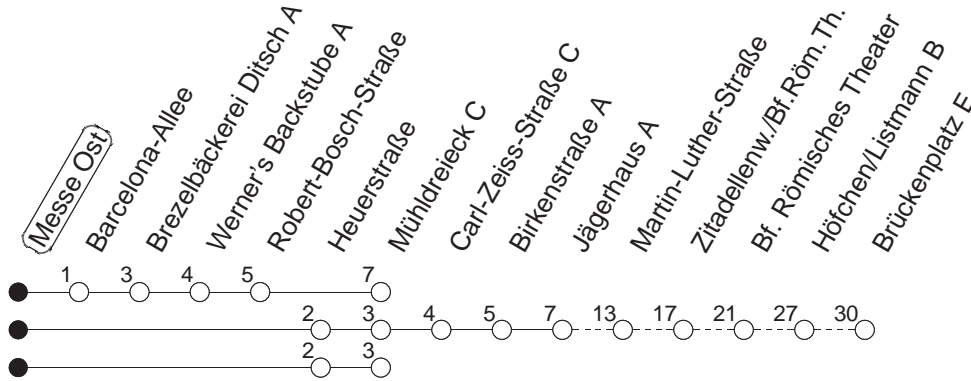 Messe Ost
Barcelona-Allee
Brezelbäckerei Ditsch A
Werner's Backstube A
Robert-Bosch-Straße
Heuerstraße
Mühldreieck C
Carl-Zeiss-Straße C
Birkenstraße A
Jägerhaus A
Martin-Luther-Straße
Zitadellenw./Bf.Röm. Th.
Bf. Römisches Theater
Höfchen/Listmann B
Brückenplatz
1 3 4 5 7
2 3 4 5 7 13 17 21 27 30
2 3